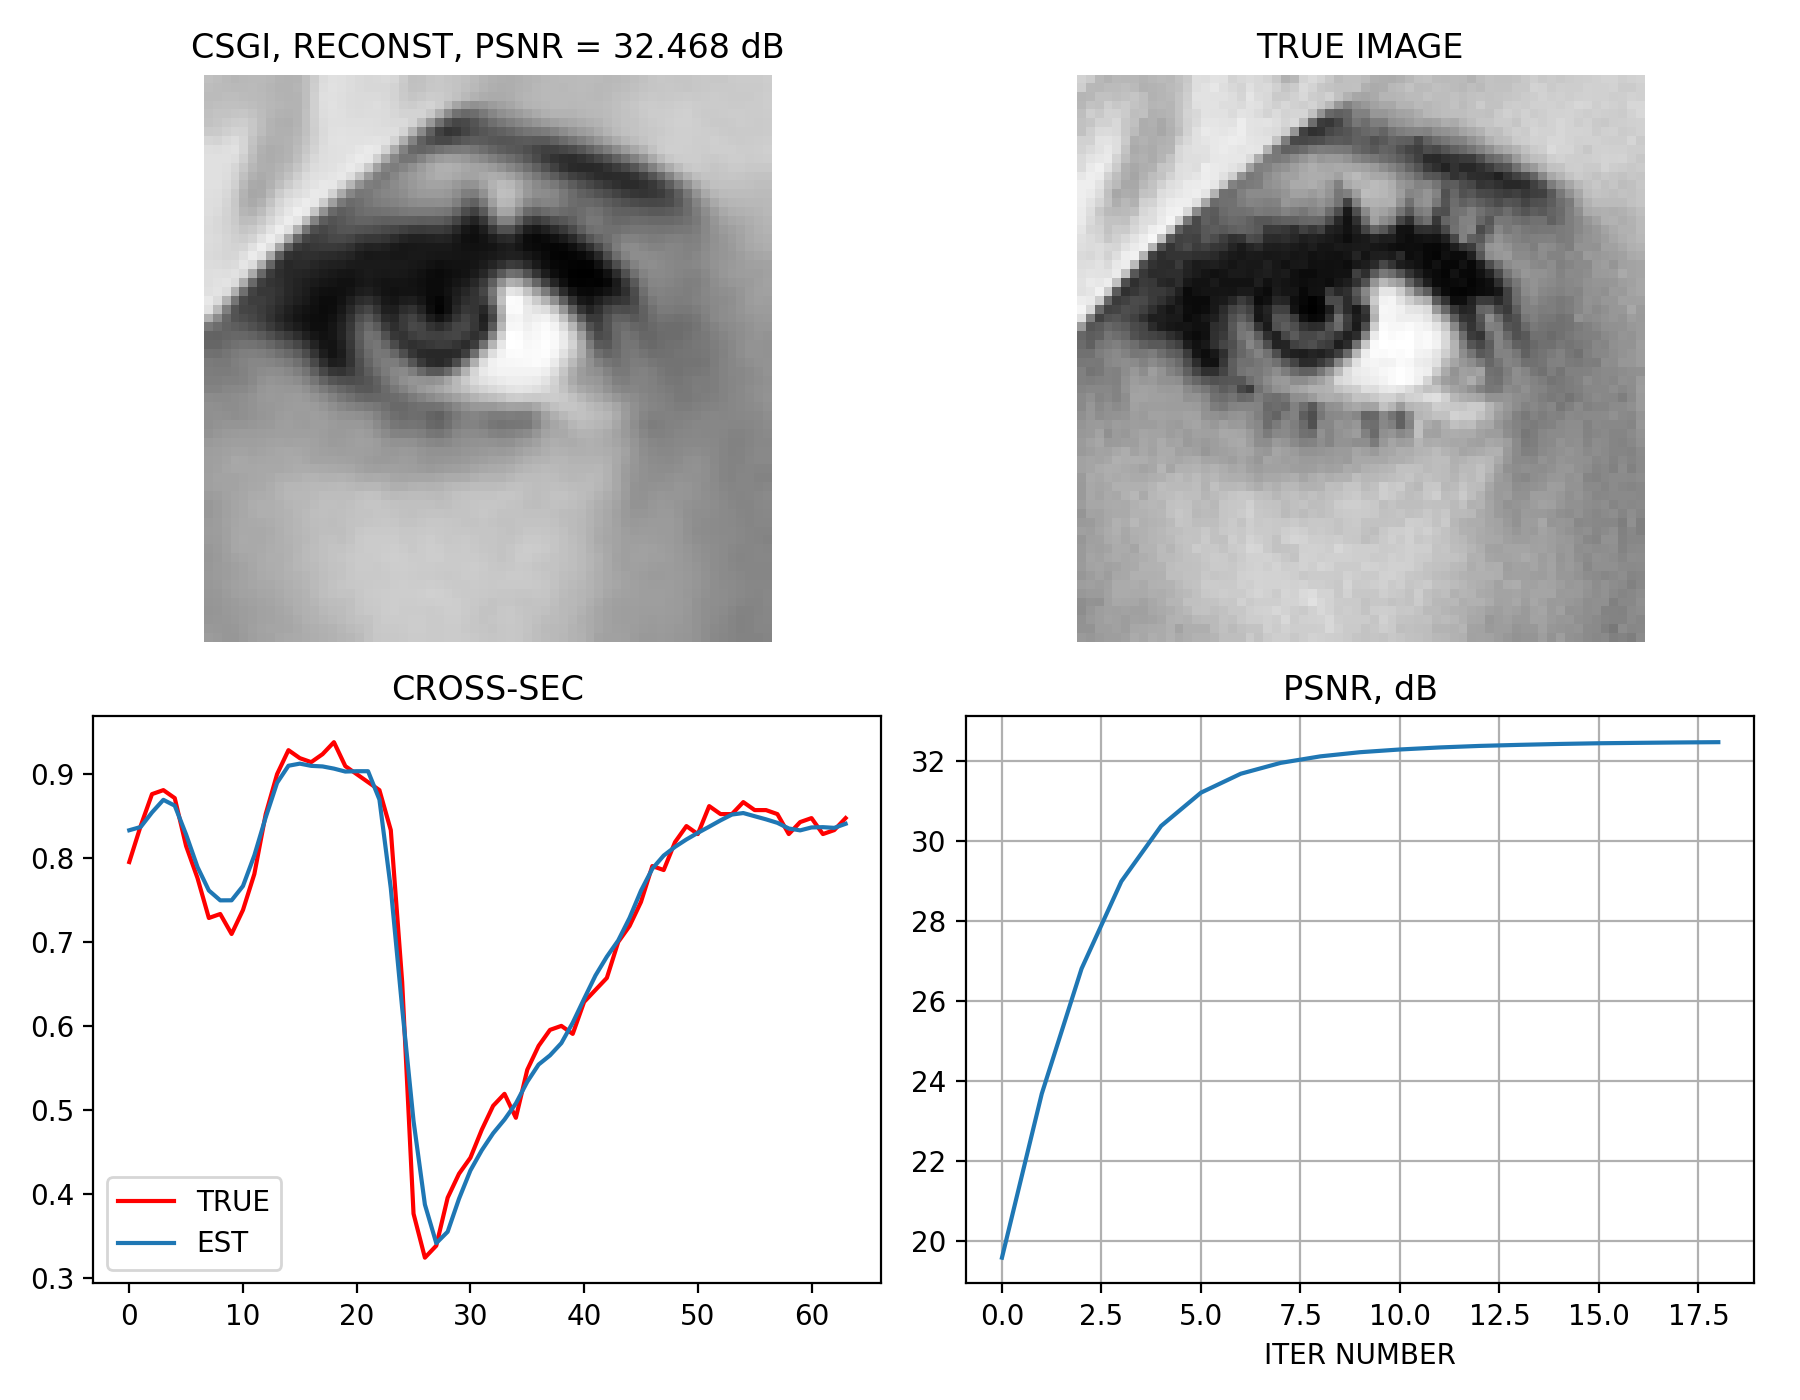 CSGI, RECONST, PSNR = 32.468 dB
TRUE IMAGE
CROSS-SEC
0.9
0.8
0.7
0.6
0.5
0.4
0.3
TRUE
EST
0 10 20 30 40 50 60
PSNR, dB
32
30
28
26
24
22
20
0.0 2.5 5.0 7.5 10.0 12.5 15.0 17.5
ITER NUMBER